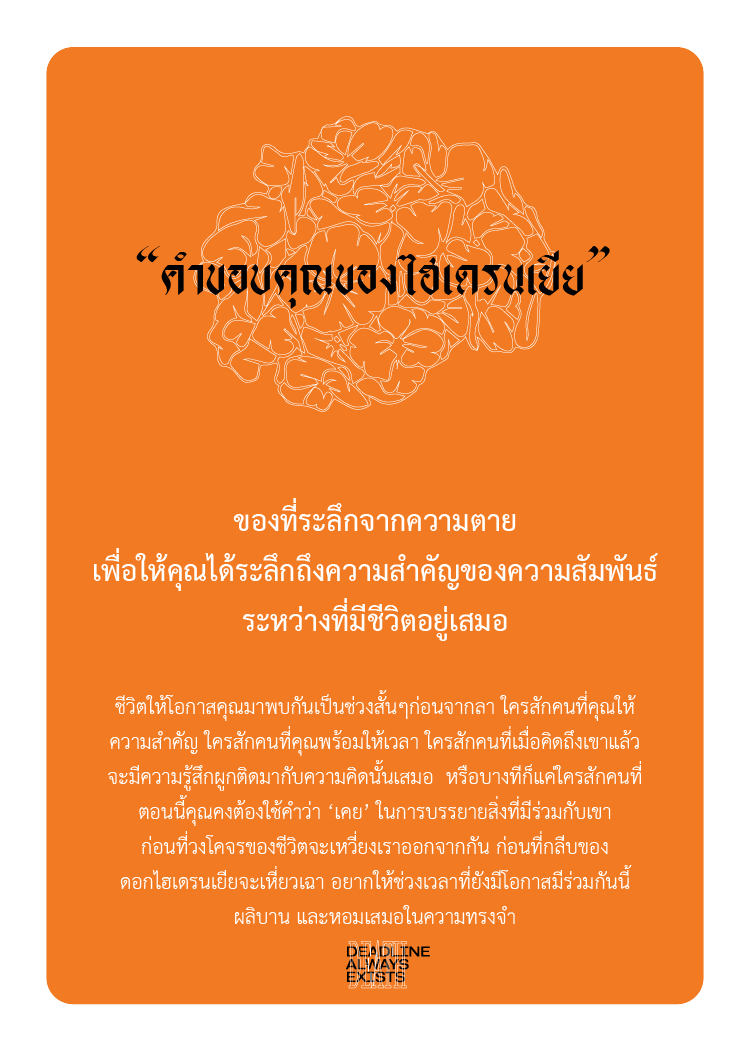 “คำขอบคุณของไฮเดรนเยีย”
ของที่ระลึกจากความตาย
เพื่อให้คุณได้ระลึกถึงความสำคัญของความสัมพันธ์
ระหว่างที่มีชีวิตอยู่เสมอ
ชีวิตให้โอกาสคุณมาพบกันเป็นช่วงสั้นๆก่อนจากลา ใครสักคนที่คุณให้
ความสำคัญ ใครสักคนที่คุณพร้อมให้เวลา ใครสักคนที่เมื่อคิดถึงเขาแล้ว
จะมีความรู้สึกผูกติดมากับความคิดนั้นเสมอ หรือบางทีก็แค่ใครสักคนที่
ตอนนี้คุณคงต้องใช้คำว่า ‘เคย’ ในการบรรยายสิ่งที่มีร่วมกับเขา
ก่อนที่วงโคจรของชีวิตจะเหวี่ยงเราออกจากกัน ก่อนที่กลีบของ
ดอกไฮเดรนเยียจะเหี่ยวเฉา อยากให้ช่วงเวลาที่ยังมีโอกาสมีร่วมกันนี้
ผลิบาน และหอมเสมอในความทรงจำ
DEADLINE
ALWAYS
EXISTS